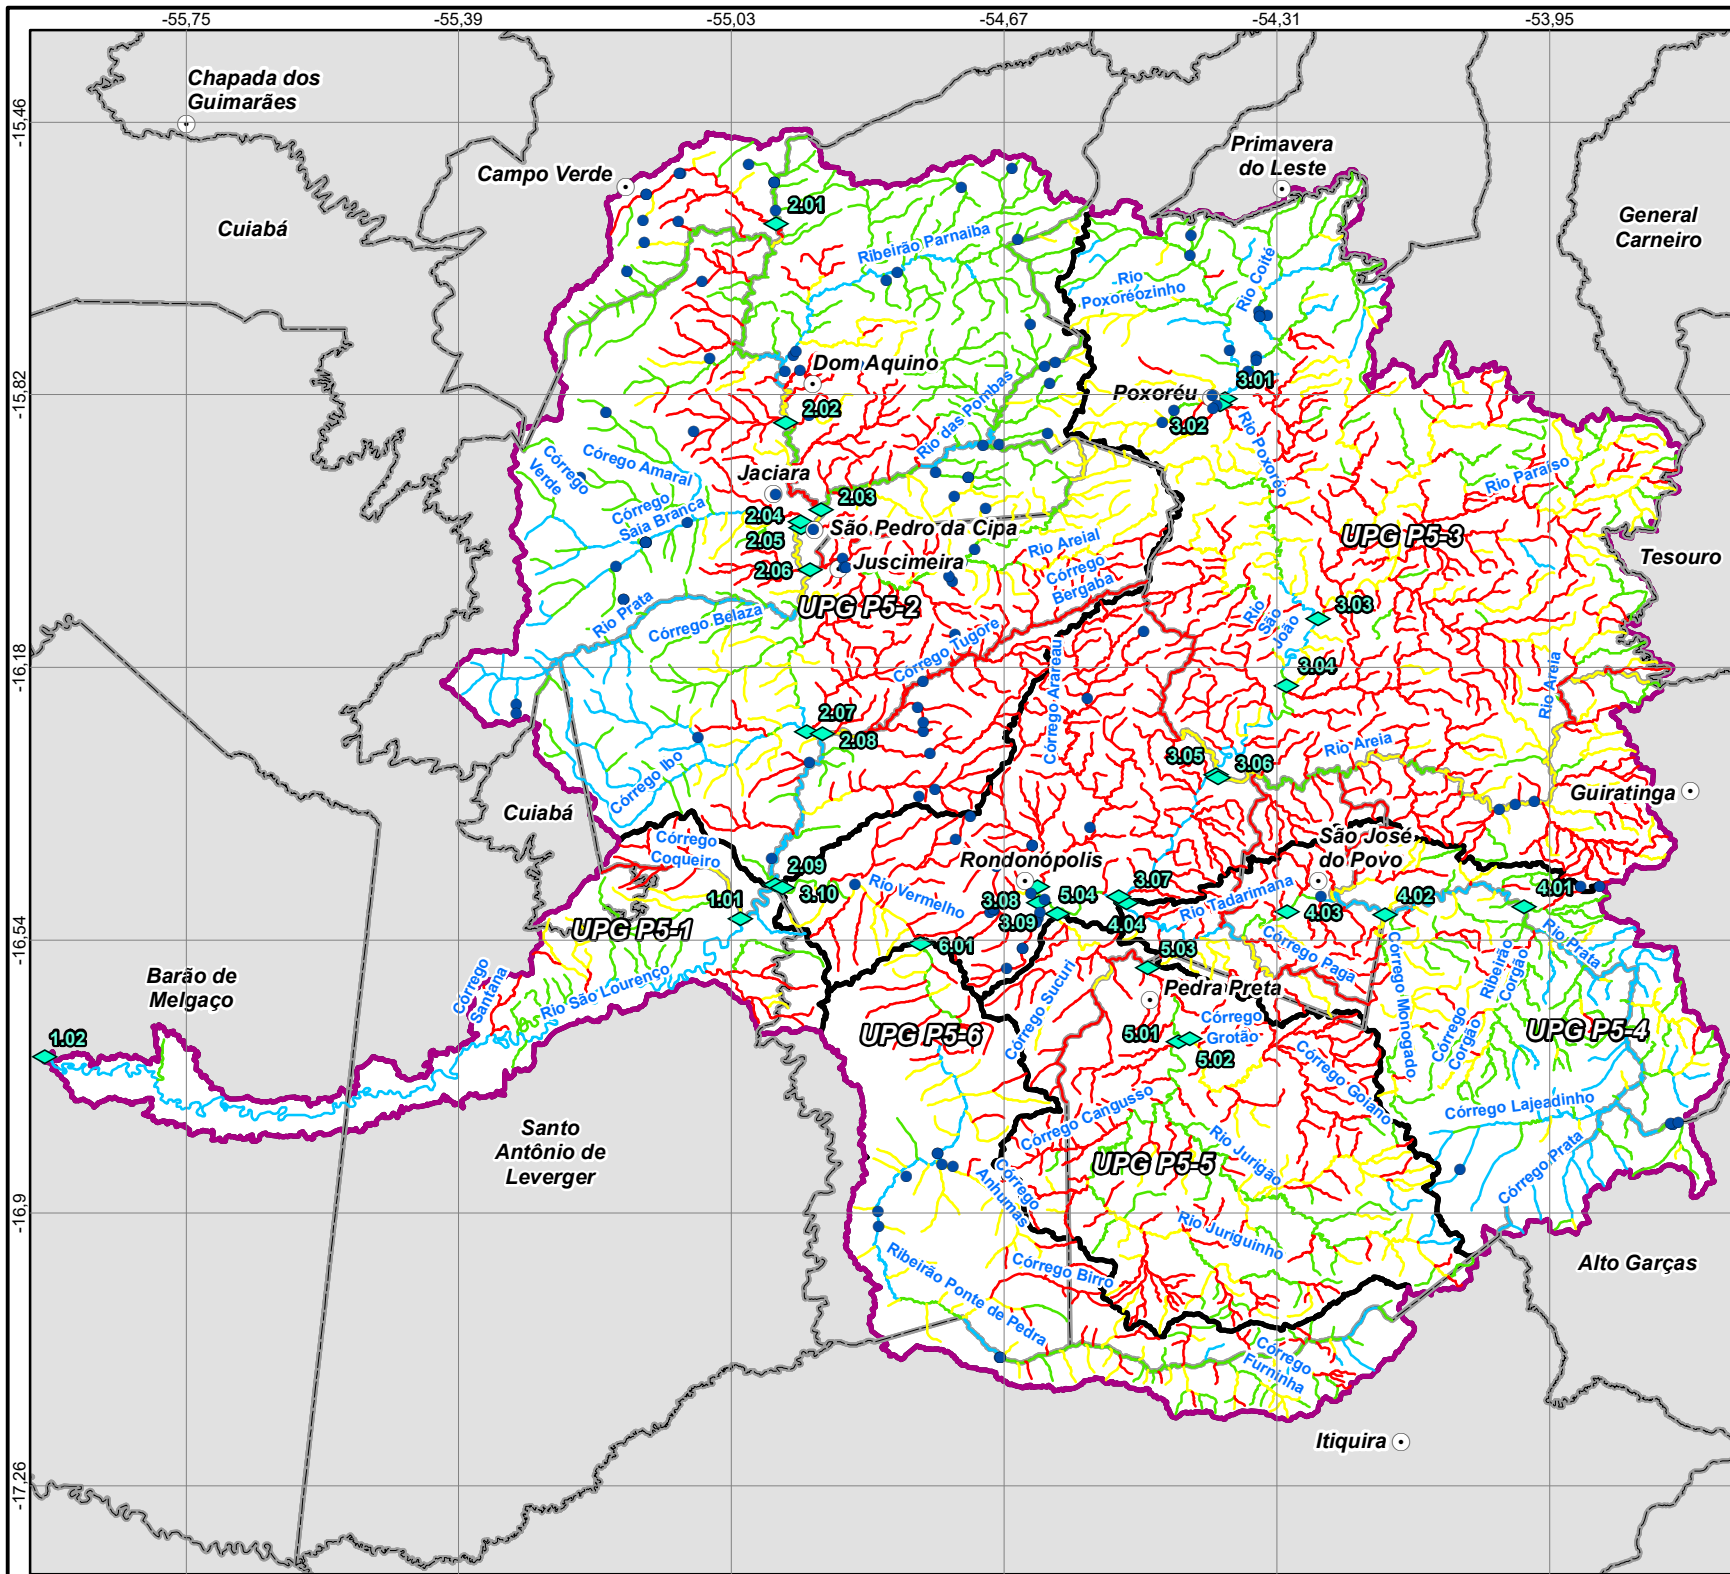 -55,75
-55,39
-55,03
-54,67
-54,31
-53,95
-15,46
-15,82
-16,18
-16,54
-16,9
-17,26
Chapada dos
Guimarães
Campo Verde
Primavera
do Leste
General
Carneiro
Cuiabá
2.01
Ribeirão Parnaiba
Rio
Poxoréozinho
Rio Coité
Dom Aquino
2.02
Poxoréu
3.01
3.02
Rio das Pombas
Rio Poxoréo
Córrego
Verde
Córego Amaral
Jaciara
Córrego
Saia Branca
2.03
2.04
2.05
São Pedro da Cipa
2.06
Juscimeira
Rio Areial
Córrego
Bergaba
Rio Paraíso
UPG P5-3
Tesouro
UPG P5-2
Rio Prata
Córrego Belaza
Córrego Tugore
Córrego Arareau
Rio
São
João
3.03
3.04
Rio Areia
2.07
2.08
Córrego Ibo
3.05
3.06
Rio Areia
Guiratinga
Cuiabá
Córrego
Coqueiro
São José
do Povo
Rondonópolis
2.09
3.10
1.01
Rio Vermelho
3.08
3.09
5.04
3.07
4.04
Rio Tadarimana
4.03
4.02
4.01
UPG P5-1
6.01
5.03
Córrego Paga
Córrego Monogado
Ribeirão
Corgão
Rio Prata
Barão de
Melgaço
Córrego
Santana
Rio São Lourenço
Córrego Sucuri
Pedra Preta
1.02
UPG P5-6
5.01
5.02
Córrego
Grotão
Córrego Goiano
Córrego
Corgão
UPG P5-4
Córrego Cangusso
Córrego Lajeadinho
Córrego Prata
Santo
Antônio de
Leverger
UPG P5-5
Rio Jurigão
Córrego
Anhumas
Rio Juriguinho
Ribeirão Ponte de Pedra
Córrego Birro
Alto Garças
Córrego
Furninha
Itiquira